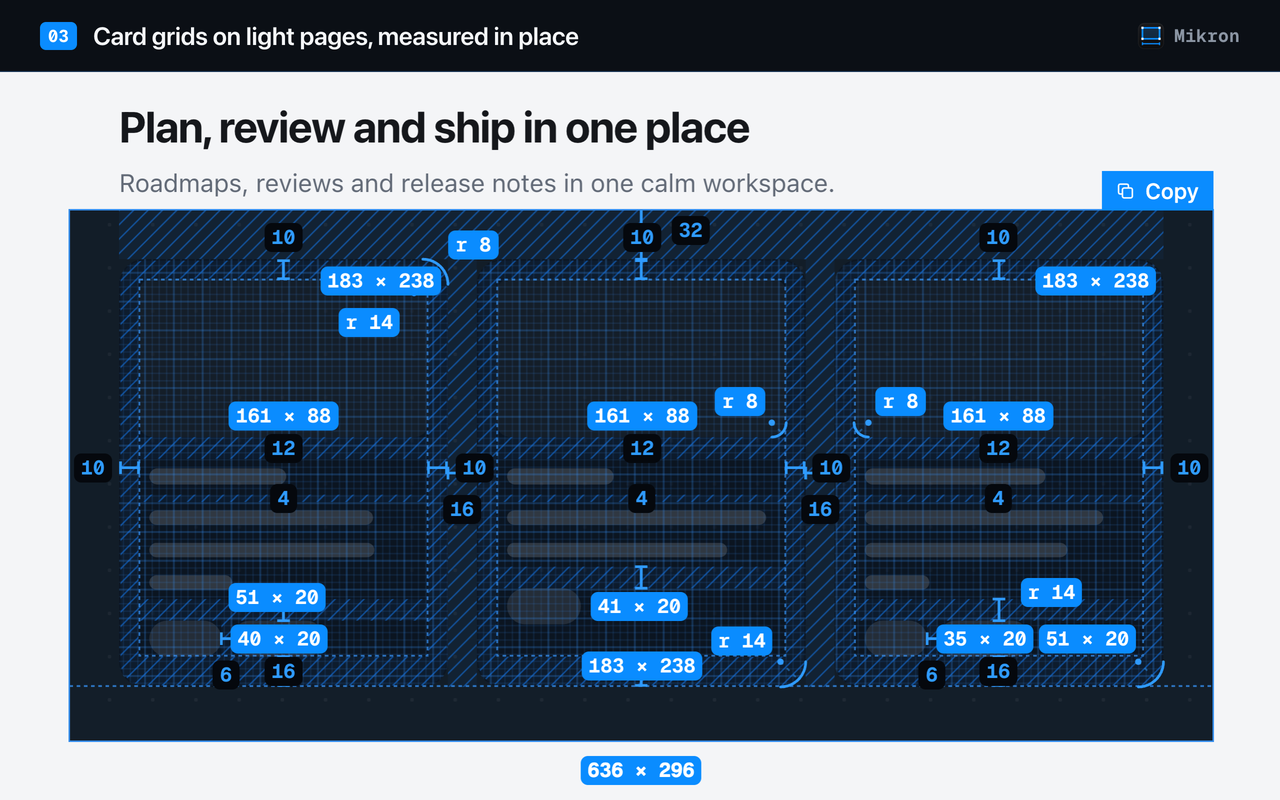 03 Card grids on light pages, measured in place
Mikron
Plan, review and ship in one place
Roadmaps, reviews and release notes in one calm workspace.
Copy
10 r 8 10 32 10
183 × 238 183 × 238
r 14
161 × 88 161 × 88 r 8 r 8 161 × 88
12 12 12
10 10 10 10
4 4 4
16 16
51 × 20 41 × 20 r 14
40 × 20 r 14 35 × 20 51 × 20
6 16 183 × 238 6 16
636 × 296